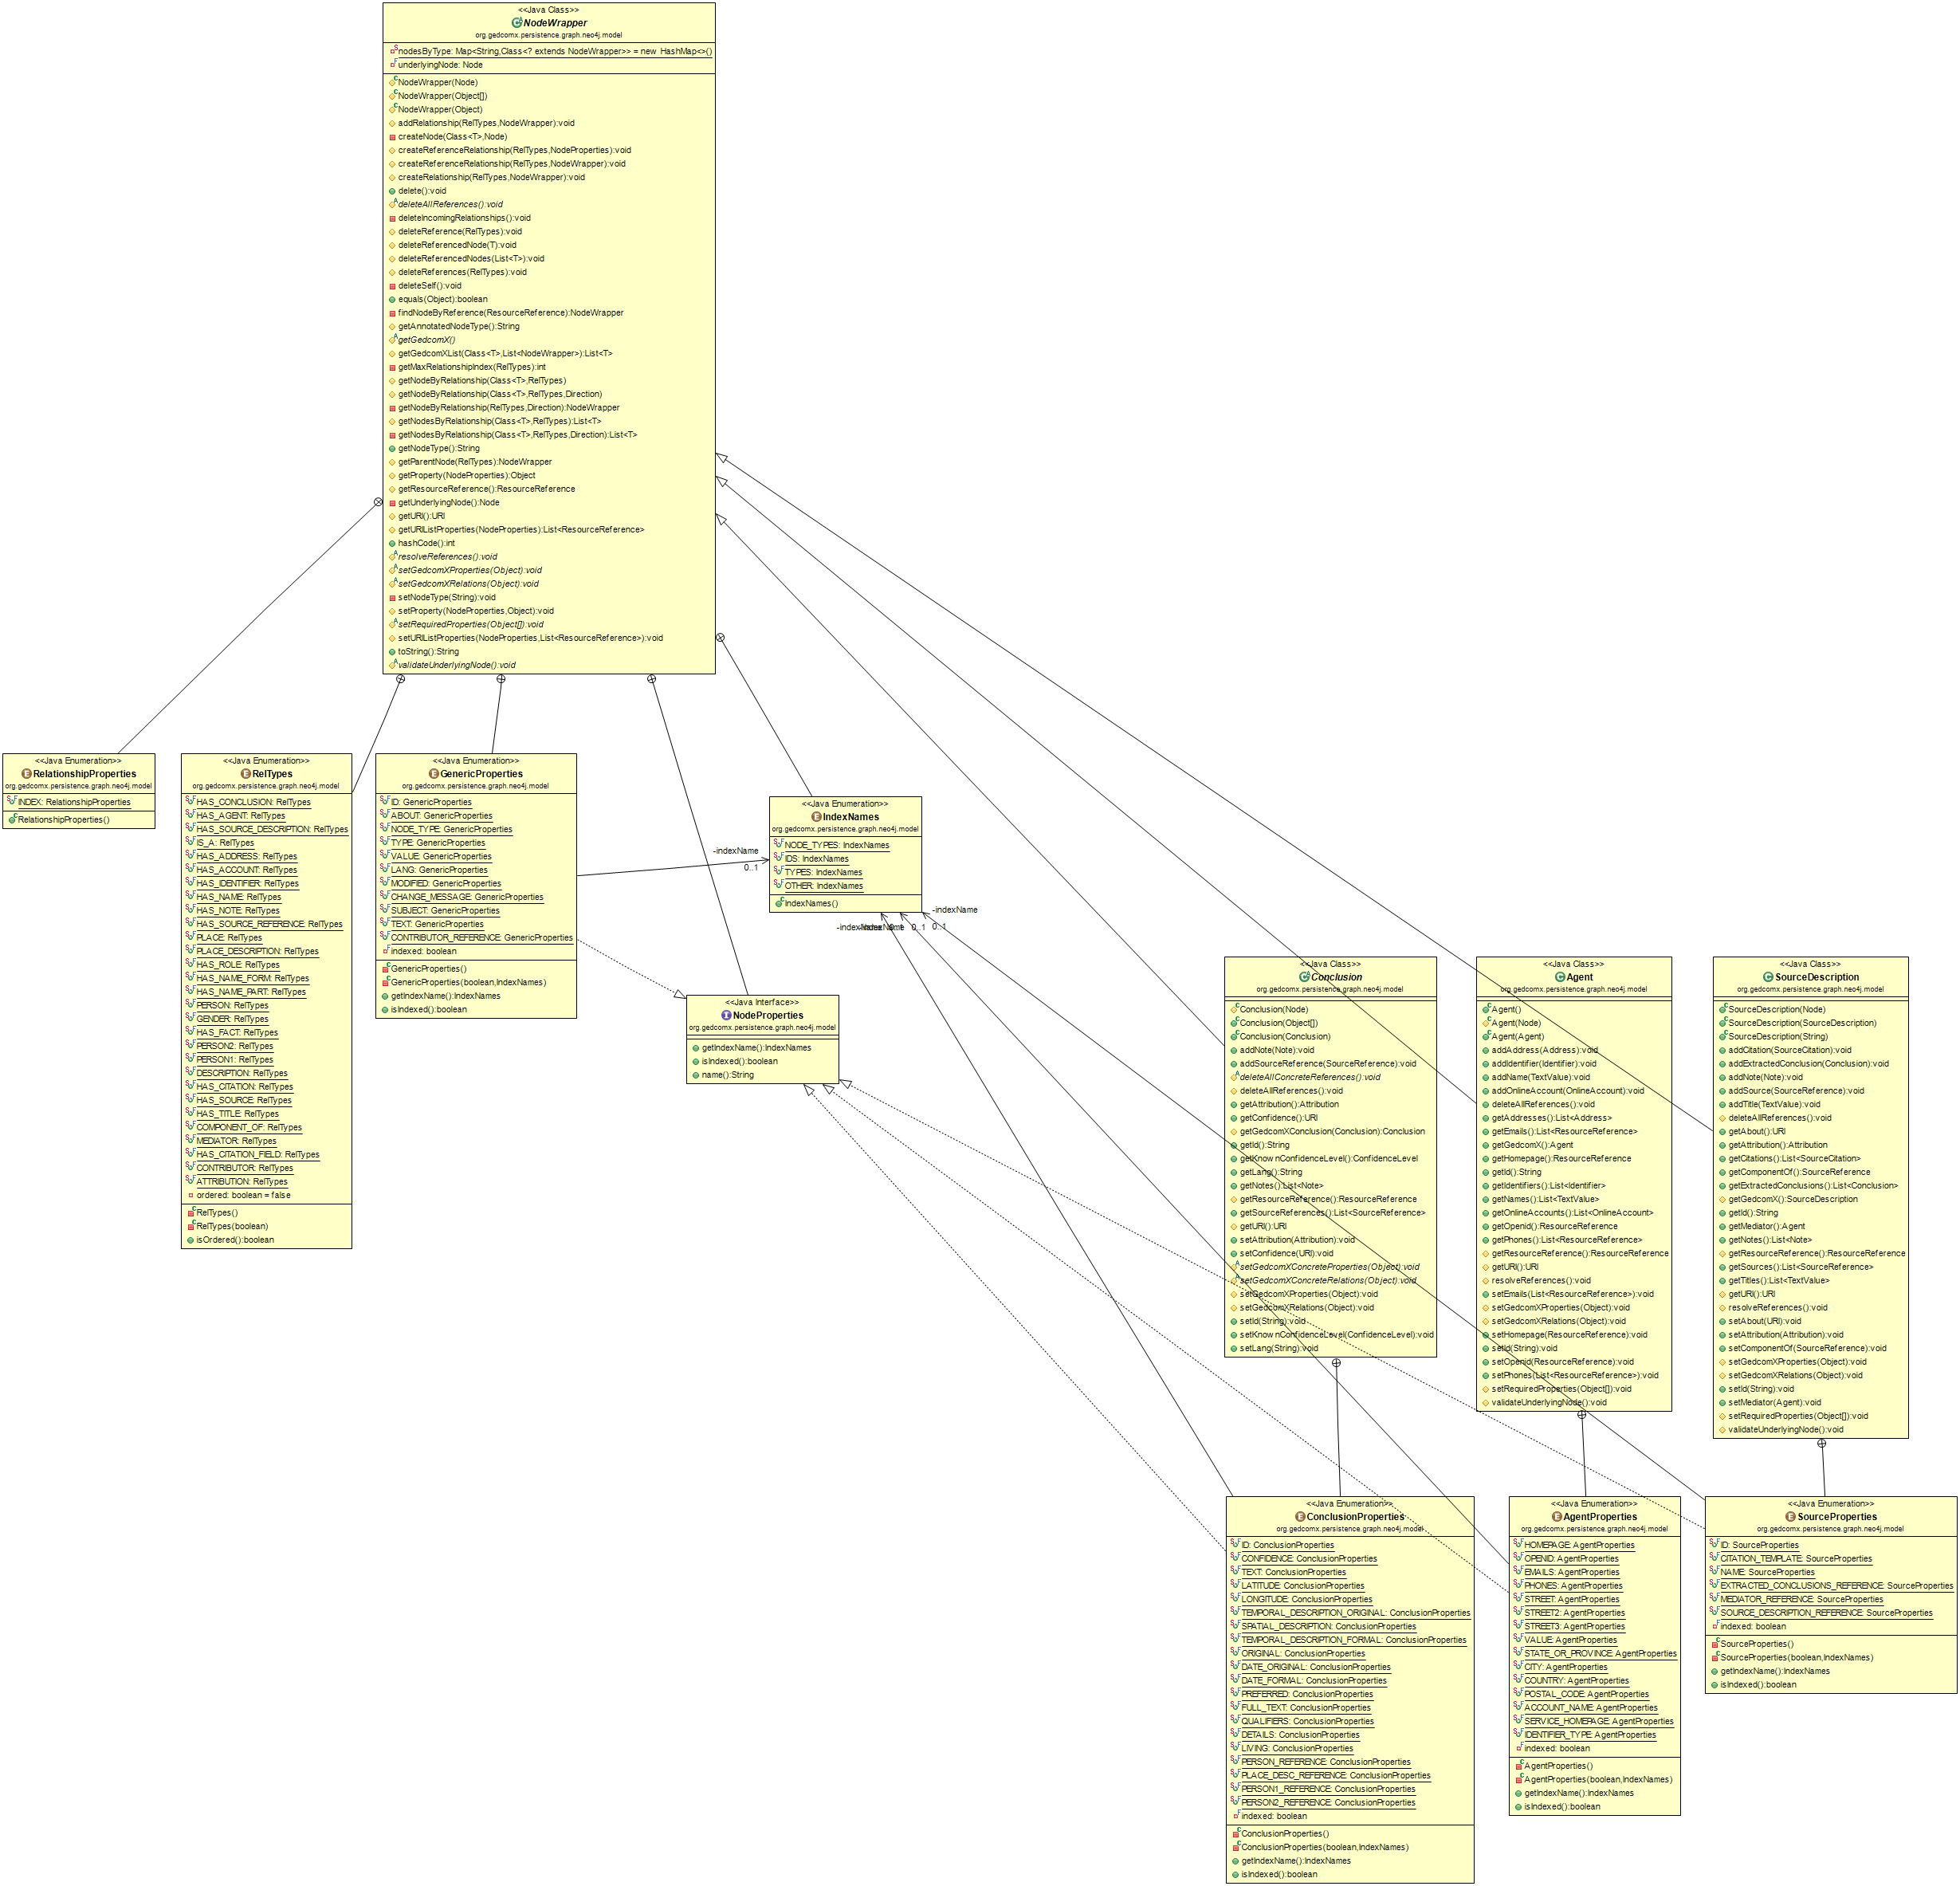 <<Java Class>>
NodeWrapper
org.gedcomx.persistence.graph.neo4j.model
nodesByType: Map<String,Class<? extends NodeWrapper>> = new HashMap<>()
underlyingNode: Node
NodeWrapper(Node)
NodeWrapper(Object[])
NodeWrapper(Object)
addRelationship(RelTypes,NodeWrapper):void
createNode(Class<T>,Node)
createReferenceRelationship(RelTypes,NodeProperties):void
createReferenceRelationship(RelTypes,NodeWrapper):void
createRelationship(RelTypes,NodeWrapper):void
delete():void
deleteAllReferences():void
deleteIncomingRelationships():void
deleteReference(RelTypes):void
deleteReferencedNode(T):void
deleteReferencedNodes(List<T>):void
deleteReferences(RelTypes):void
deleteSelf():void
equals(Object):boolean
findNodeByReference(ResourceReference):NodeWrapper
getAnnotatedNodeType():String
getGedcomX()
getGedcomXList(Class<T>,List<NodeWrapper>):List<T>
getMaxRelationshipIndex(RelTypes):int
getNodeByRelationship(Class<T>,RelTypes)
getNodeByRelationship(Class<T>,RelTypes,Direction)
getNodeByRelationship(RelTypes,Direction):NodeWrapper
getNodesByRelationship(Class<T>,RelTypes):List<T>
getNodesByRelationship(Class<T>,RelTypes,Direction):List<T>
getNodeType():String
getParentNode(RelTypes):NodeWrapper
getProperty(NodeProperties):Object
getResourceReference():ResourceReference
getUnderlyingNode():Node
getURI():URI
getURIListProperties(NodeProperties):List<ResourceReference>
hashCode():int
resolveReferences():void
setGedcomXProperties(Object):void
setGedcomXRelations(Object):void
setNodeType(String):void
setProperty(NodeProperties,Object):void
setRequiredProperties(Object[]):void
setURIListProperties(NodeProperties,List<ResourceReference>):void
toString():String
validateUnderlyingNode():void
<<Java Enumeration>>
RelationshipProperties
org.gedcomx.persistence.graph.neo4j.model
INDEX: RelationshipProperties
RelationshipProperties()
<<Java Enumeration>>
RelTypes
org.gedcomx.persistence.graph.neo4j.model
HAS_CONCLUSION: RelTypes
HAS_AGENT: RelTypes
HAS_SOURCE_DESCRIPTION: RelTypes
IS_A: RelTypes
HAS_ADDRESS: RelTypes
HAS_ACCOUNT: RelTypes
HAS_IDENTIFIER: RelTypes
HAS_NAME: RelTypes
HAS_NOTE: RelTypes
HAS_SOURCE_REFERENCE: RelTypes
PLACE: RelTypes
PLACE_DESCRIPTION: RelTypes
HAS_ROLE: RelTypes
HAS_NAME_FORM: RelTypes
HAS_NAME_PART: RelTypes
PERSON: RelTypes
GENDER: RelTypes
HAS_FACT: RelTypes
PERSON2: RelTypes
PERSON1: RelTypes
DESCRIPTION: RelTypes
HAS_CITATION: RelTypes
HAS_SOURCE: RelTypes
HAS_TITLE: RelTypes
COMPONENT_OF: RelTypes
MEDIATOR: RelTypes
HAS_CITATION_FIELD: RelTypes
CONTRIBUTOR: RelTypes
ATTRIBUTION: RelTypes
ordered: boolean = false
RelTypes()
RelTypes(boolean)
isOrdered():boolean
<<Java Enumeration>>
GenericProperties
org.gedcomx.persistence.graph.neo4j.model
ID: GenericProperties
ABOUT: GenericProperties
NODE_TYPE: GenericProperties
TYPE: GenericProperties
VALUE: GenericProperties
LANG: GenericProperties
MODIFIED: GenericProperties
CHANGE_MESSAGE: GenericProperties
SUBJECT: GenericProperties
TEXT: GenericProperties
CONTRIBUTOR_REFERENCE: GenericProperties
indexed: boolean
GenericProperties()
GenericProperties(boolean,IndexNames)
getIndexName():IndexNames
isIndexed():boolean
-indexName
0..1
<<Java Enumeration>>
IndexNames
org.gedcomx.persistence.graph.neo4j.model
NODE_TYPES: IndexNames
IDS: IndexNames
TYPES: IndexNames
OTHER: IndexNames
IndexNames()
-indexName
0..1
-indexName
0..1
-indexName
0..1
<<Java Interface>>
NodeProperties
org.gedcomx.persistence.graph.neo4j.model
getIndexName():IndexNames
isIndexed():boolean
name():String
<<Java Class>>
Conclusion
org.gedcomx.persistence.graph.neo4j.model
Conclusion(Node)
Conclusion(Object[])
Conclusion(Conclusion)
addNote(Note):void
addSourceReference(SourceReference):void
deleteAllConcreteReferences():void
deleteAllReferences():void
getAttribution():Attribution
getConfidence():URI
getGedcomXConclusion(Conclusion):Conclusion
getId():String
getKnownConfidenceLevel():ConfidenceLevel
getLang():String
getNotes():List<Note>
getResourceReference():ResourceReference
getSourceReferences():List<SourceReference>
getURI():URI
setAttribution(Attribution):void
setConfidence(URI):void
setGedcomXConcreteProperties(Object):void
setGedcomXConcreteRelations(Object):void
setGedcomXProperties(Object):void
setGedcomXRelations(Object):void
setId(String):void
setKnownConfidenceLevel(ConfidenceLevel):void
setLang(String):void
<<Java Class>>
Agent
org.gedcomx.persistence.graph.neo4j.model
Agent()
Agent(Node)
Agent(Agent)
addAddress(Address):void
addIdentifier(Identifier):void
addName(TextValue):void
addOnlineAccount(OnlineAccount):void
deleteAllReferences():void
getAddresses():List<Address>
getEmails():List<ResourceReference>
getGedcomX():Agent
getHomepage():ResourceReference
getId():String
getIdentifiers():List<Identifier>
getNames():List<TextValue>
getOnlineAccounts():List<OnlineAccount>
getOpenid():ResourceReference
getPhones():List<ResourceReference>
getResourceReference():ResourceReference
getURI():URI
resolveReferences():void
setEmails(List<ResourceReference>):void
setGedcomXProperties(Object):void
setGedcomXRelations(Object):void
setHomepage(ResourceReference):void
setId(String):void
setOpenid(ResourceReference):void
setPhones(List<ResourceReference>):void
setRequiredProperties(Object[]):void
validateUnderlyingNode():void
<<Java Class>>
SourceDescription
org.gedcomx.persistence.graph.neo4j.model
SourceDescription(Node)
SourceDescription(SourceDescription)
SourceDescription(String)
addCitation(SourceCitation):void
addExtractedConclusion(Conclusion):void
addNote(Note):void
addSource(SourceReference):void
addTitle(TextValue):void
deleteAllReferences():void
getAbout():URI
getAttribution():Attribution
getCitations():List<SourceCitation>
getComponentOf():SourceReference
getExtractedConclusions():List<Conclusion>
getGedcomX():SourceDescription
getId():String
getMediator():Agent
getNotes():List<Note>
getResourceReference():ResourceReference
getSources():List<SourceReference>
getTitles():List<TextValue>
getURI():URI
resolveReferences():void
setAbout(URI):void
setAttribution(Attribution):void
setComponentOf(SourceReference):void
setGedcomXProperties(Object):void
setGedcomXRelations(Object):void
setId(String):void
setMediator(Agent):void
setRequiredProperties(Object[]):void
validateUnderlyingNode():void
<<Java Enumeration>>
ConclusionProperties
org.gedcomx.persistence.graph.neo4j.model
ID: ConclusionProperties
CONFIDENCE: ConclusionProperties
TEXT: ConclusionProperties
LATITUDE: ConclusionProperties
LONGITUDE: ConclusionProperties
TEMPORAL_DESCRIPTION_ORIGINAL: ConclusionProperties
SPATIAL_DESCRIPTION: ConclusionProperties
TEMPORAL_DESCRIPTION_FORMAL: ConclusionProperties
ORIGINAL: ConclusionProperties
DATE_ORIGINAL: ConclusionProperties
DATE_FORMAL: ConclusionProperties
PREFERRED: ConclusionProperties
FULL_TEXT: ConclusionProperties
QUALIFIERS: ConclusionProperties
DETAILS: ConclusionProperties
LIVING: ConclusionProperties
PERSON_REFERENCE: ConclusionProperties
PLACE_DESC_REFERENCE: ConclusionProperties
PERSON1_REFERENCE: ConclusionProperties
PERSON2_REFERENCE: ConclusionProperties
indexed: boolean
ConclusionProperties()
ConclusionProperties(boolean,IndexNames)
getIndexName():IndexNames
isIndexed():boolean
<<Java Enumeration>>
AgentProperties
org.gedcomx.persistence.graph.neo4j.model
HOMEPAGE: AgentProperties
OPENID: AgentProperties
EMAILS: AgentProperties
PHONES: AgentProperties
STREET: AgentProperties
STREET2: AgentProperties
STREET3: AgentProperties
VALUE: AgentProperties
STATE_OR_PROVINCE: AgentProperties
CITY: AgentProperties
COUNTRY: AgentProperties
POSTAL_CODE: AgentProperties
ACCOUNT_NAME: AgentProperties
SERVICE_HOMEPAGE: AgentProperties
IDENTIFIER_TYPE: AgentProperties
indexed: boolean
AgentProperties()
AgentProperties(boolean,IndexNames)
getIndexName():IndexNames
isIndexed():boolean
<<Java Enumeration>>
SourceProperties
org.gedcomx.persistence.graph.neo4j.model
ID: SourceProperties
CITATION_TEMPLATE: SourceProperties
NAME: SourceProperties
EXTRACTED_CONCLUSIONS_REFERENCE: SourceProperties
MEDIATOR_REFERENCE: SourceProperties
SOURCE_DESCRIPTION_REFERENCE: SourceProperties
indexed: boolean
SourceProperties()
SourceProperties(boolean,IndexNames)
getIndexName():IndexNames
isIndexed():boolean